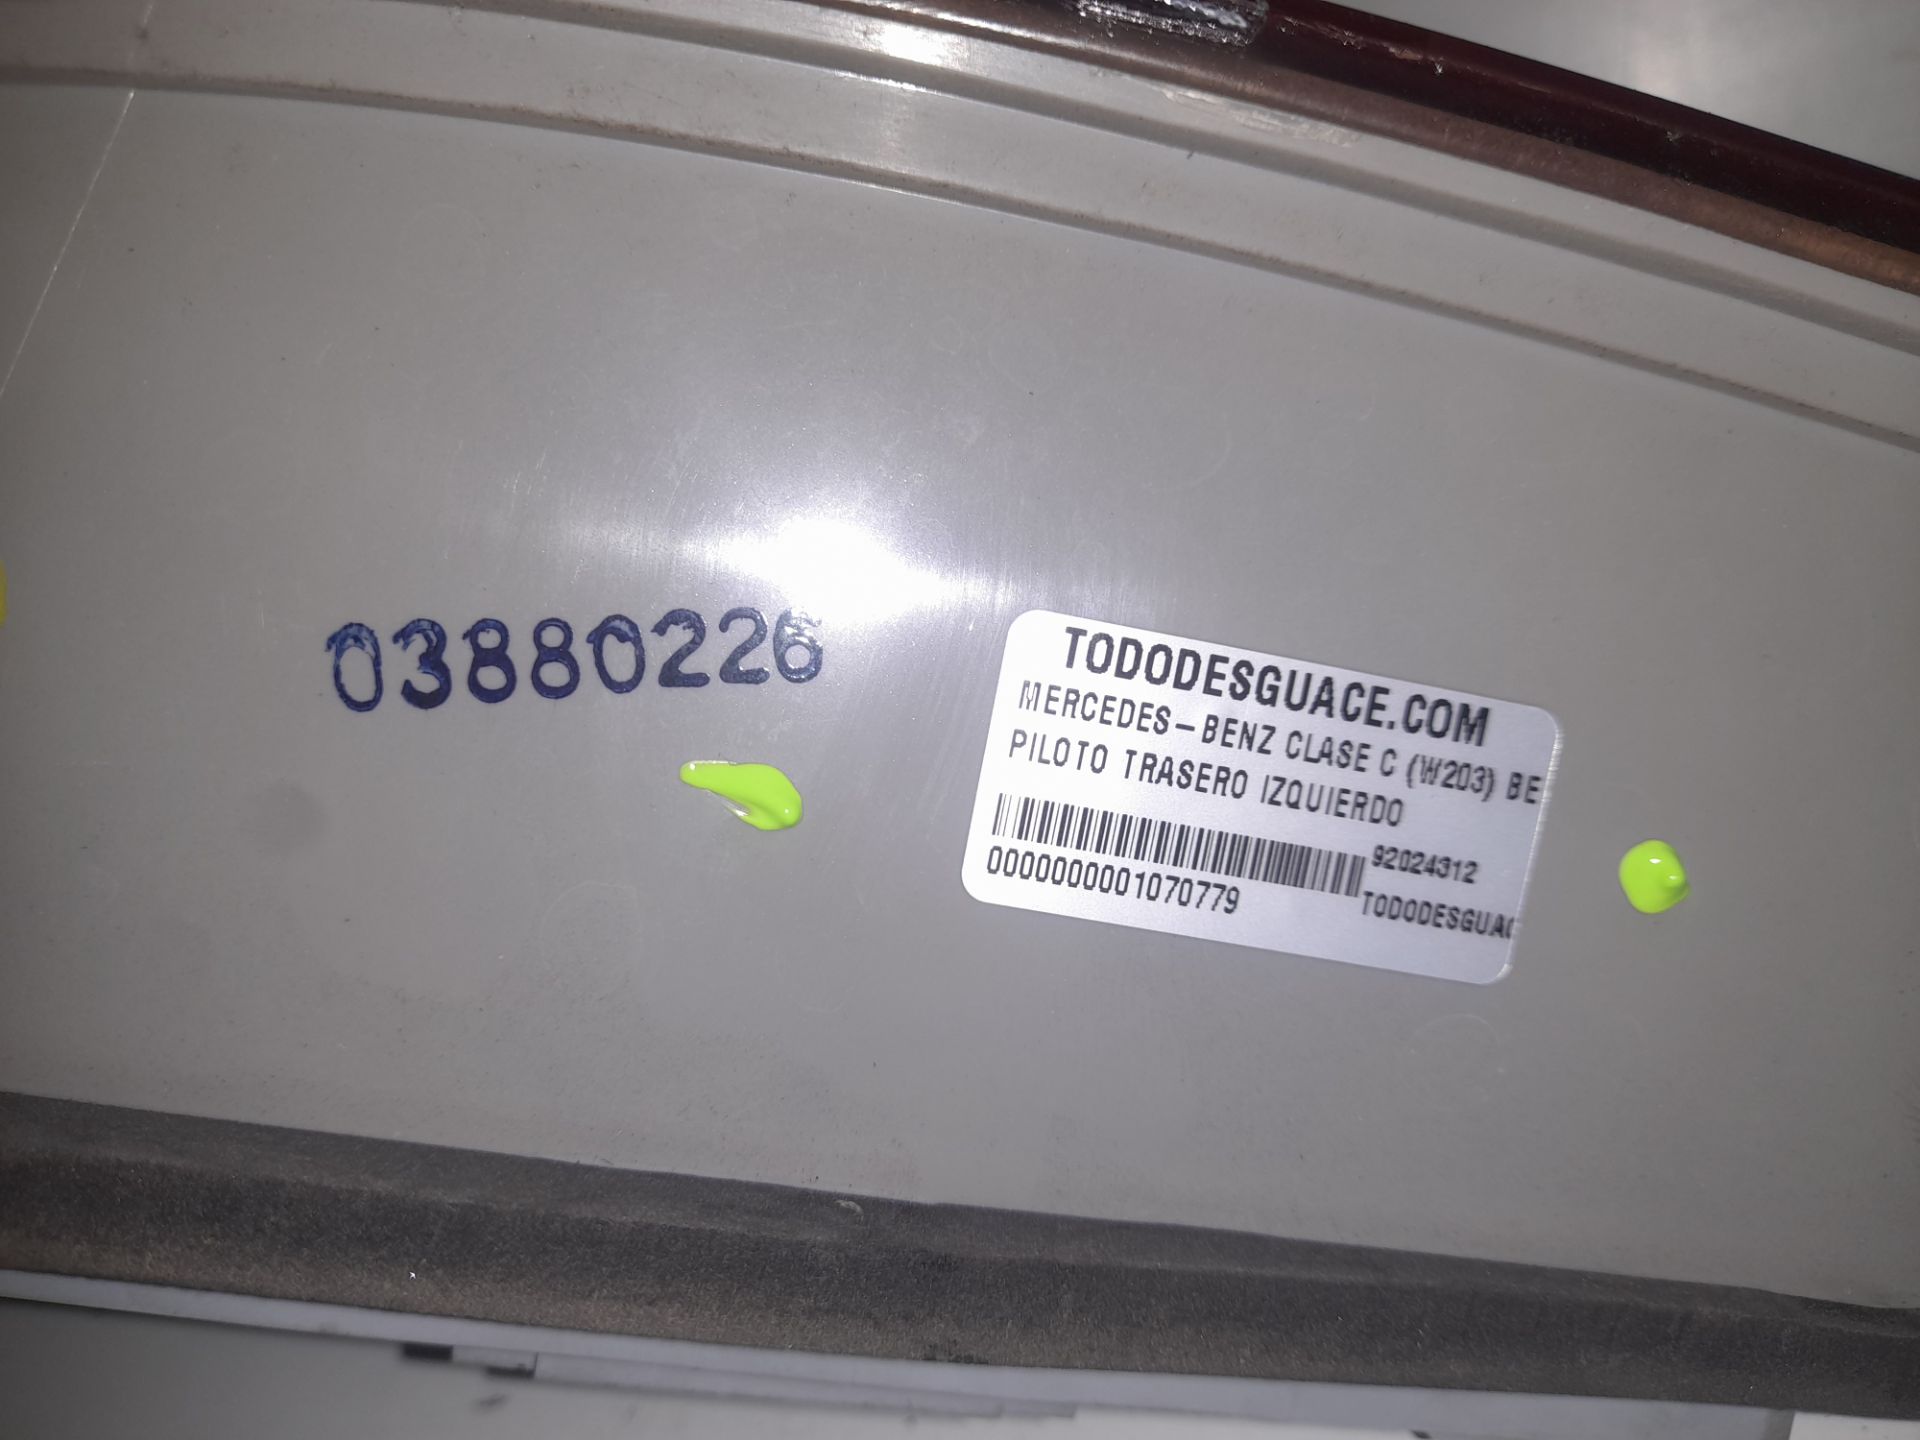 03880226
TODODESGUACE.COM
MERCEDES-BENZ CLASE C (W203) BE
PILOTO TRASERO IZQUIERDO
92024312
0000000001070779
TODODESGUAC